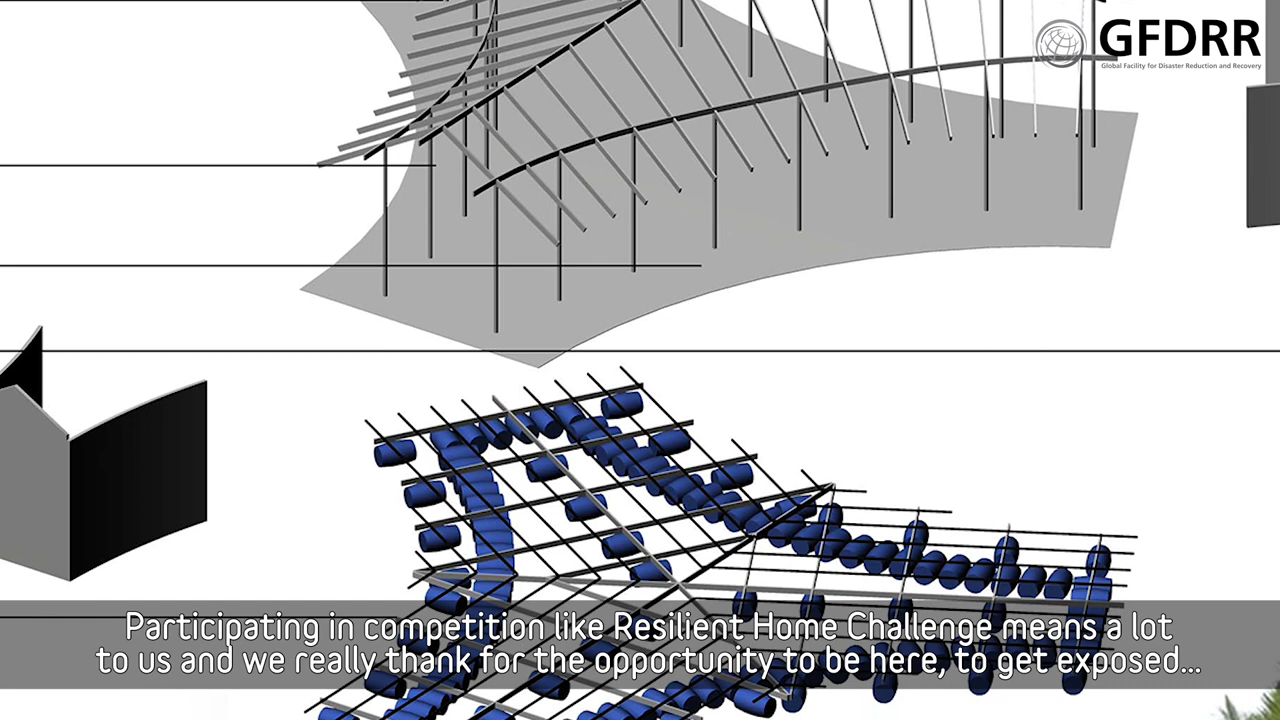 GFDRR
Global Facility for Disaster Reduction and Recovery
Participating in competition like Resilient Home Challenge means a lot
to us and we really thank for the opportunity to be here, to get exposed...